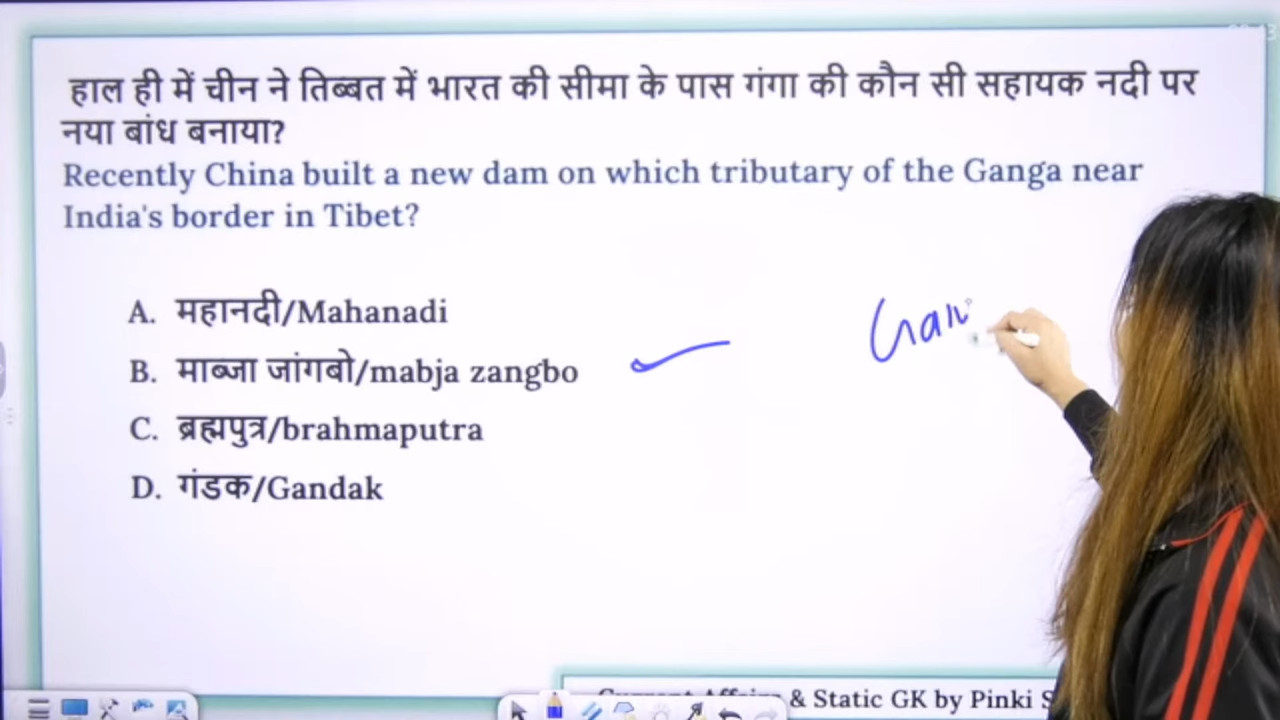 हाल ही में चीन ने तिब्बत में भारत की सीमा के पास गंगा की कौन सी सहायक नदी पर
नया बांध बनाया?
Recently China built a new dam on which tributary of the Ganga near
India's border in Tibet?
A. महानदी/Mahanadi
B. माब्जा जांगबो/mabja zangbo
Gan
C. ब्रह्मपुत्र/brahmaputra
D. गंडक/Gandak
Current Affairs & Static GK by Pinki S